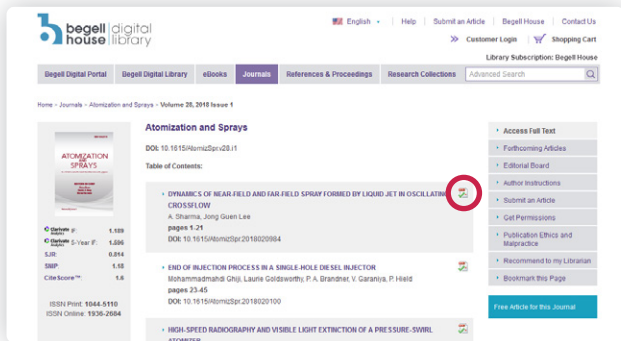 begell digital
house library
English
Help
Submit an Article
Begell House
Contact Us
Customer Login
Shopping Cart
Library Subscription: Begell House
Begell Digital Portal
Begell Digital Library
eBooks
Journals
References & Proceedings
Research Collections
Advanced Search
Home - Journals - Atomization and Sprays - Volume 28, 2018 Issue 1
ATOMIZATION
AND
SPRAYS
Clarivate Analytics IF: 1.189
Clarivate Analytics 5-Year IF: 1.596
SJR: 0.814
SNIP: 1.18
CiteScore™: 1.6
ISSN Print: 1044-5110
ISSN Online: 1936-2684
Atomization and Sprays
DOI: 10.1615/AtomizSpr.v28.i1
Table of Contents:
DYNAMICS OF NEAR-FIELD AND FAR-FIELD SPRAY FORMED BY LIQUID JET IN OSCILLATING
CROSSFLOW
A. Sharma, Jong Guen Lee
pages 1-21
DOI: 10.1615/AtomizSpr.2018020984
END OF INJECTION PROCESS IN A SINGLE-HOLE DIESEL INJECTOR
Mohammadmahdi Ghiji, Laurie Goldsworthy, P. A. Brandner, V. Garaniya, P. Hield
pages 23-45
DOI: 10.1615/AtomizSpr.2018020100
HIGH-SPEED RADIOGRAPHY AND VISIBLE LIGHT EXTINCTION OF A PRESSURE-SWIRL
ATOMIZER
Access Full Text
Forthcoming Articles
Editorial Board
Author Instructions
Submit an Article
Get Permissions
Publication Ethics and
Malpractice
Recommend to my Librarian
Bookmark this Page
Free Article for this Journal